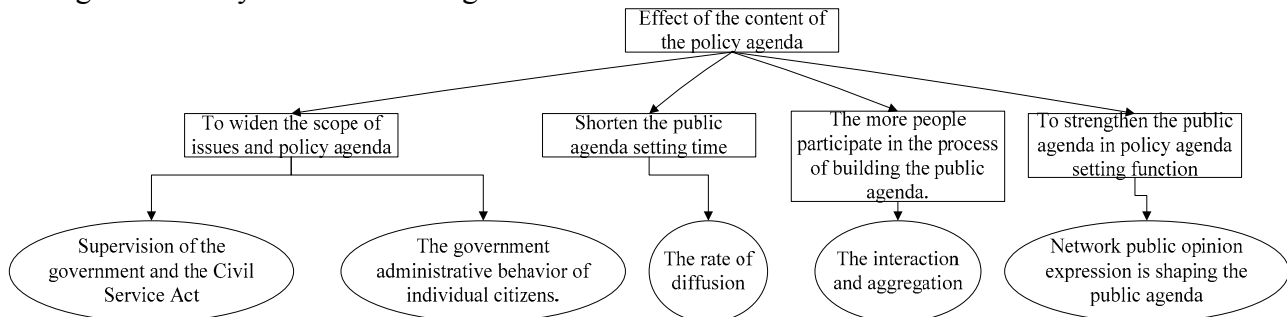 Effect of the content
of the policy agenda
To widen the scope of
issues and policy agenda
Shorten the public
agenda setting time
The more people
participate in the process
of building the public
agenda.
To strengthen the public
agenda in policy agenda
setting function
Supervision of the
government and the Civil
Service Act
The government
administrative behavior of
individual citizens.
The rate of
diffusion
The interaction
and aggregation
Network public opinion
expression is shaping the
public agenda